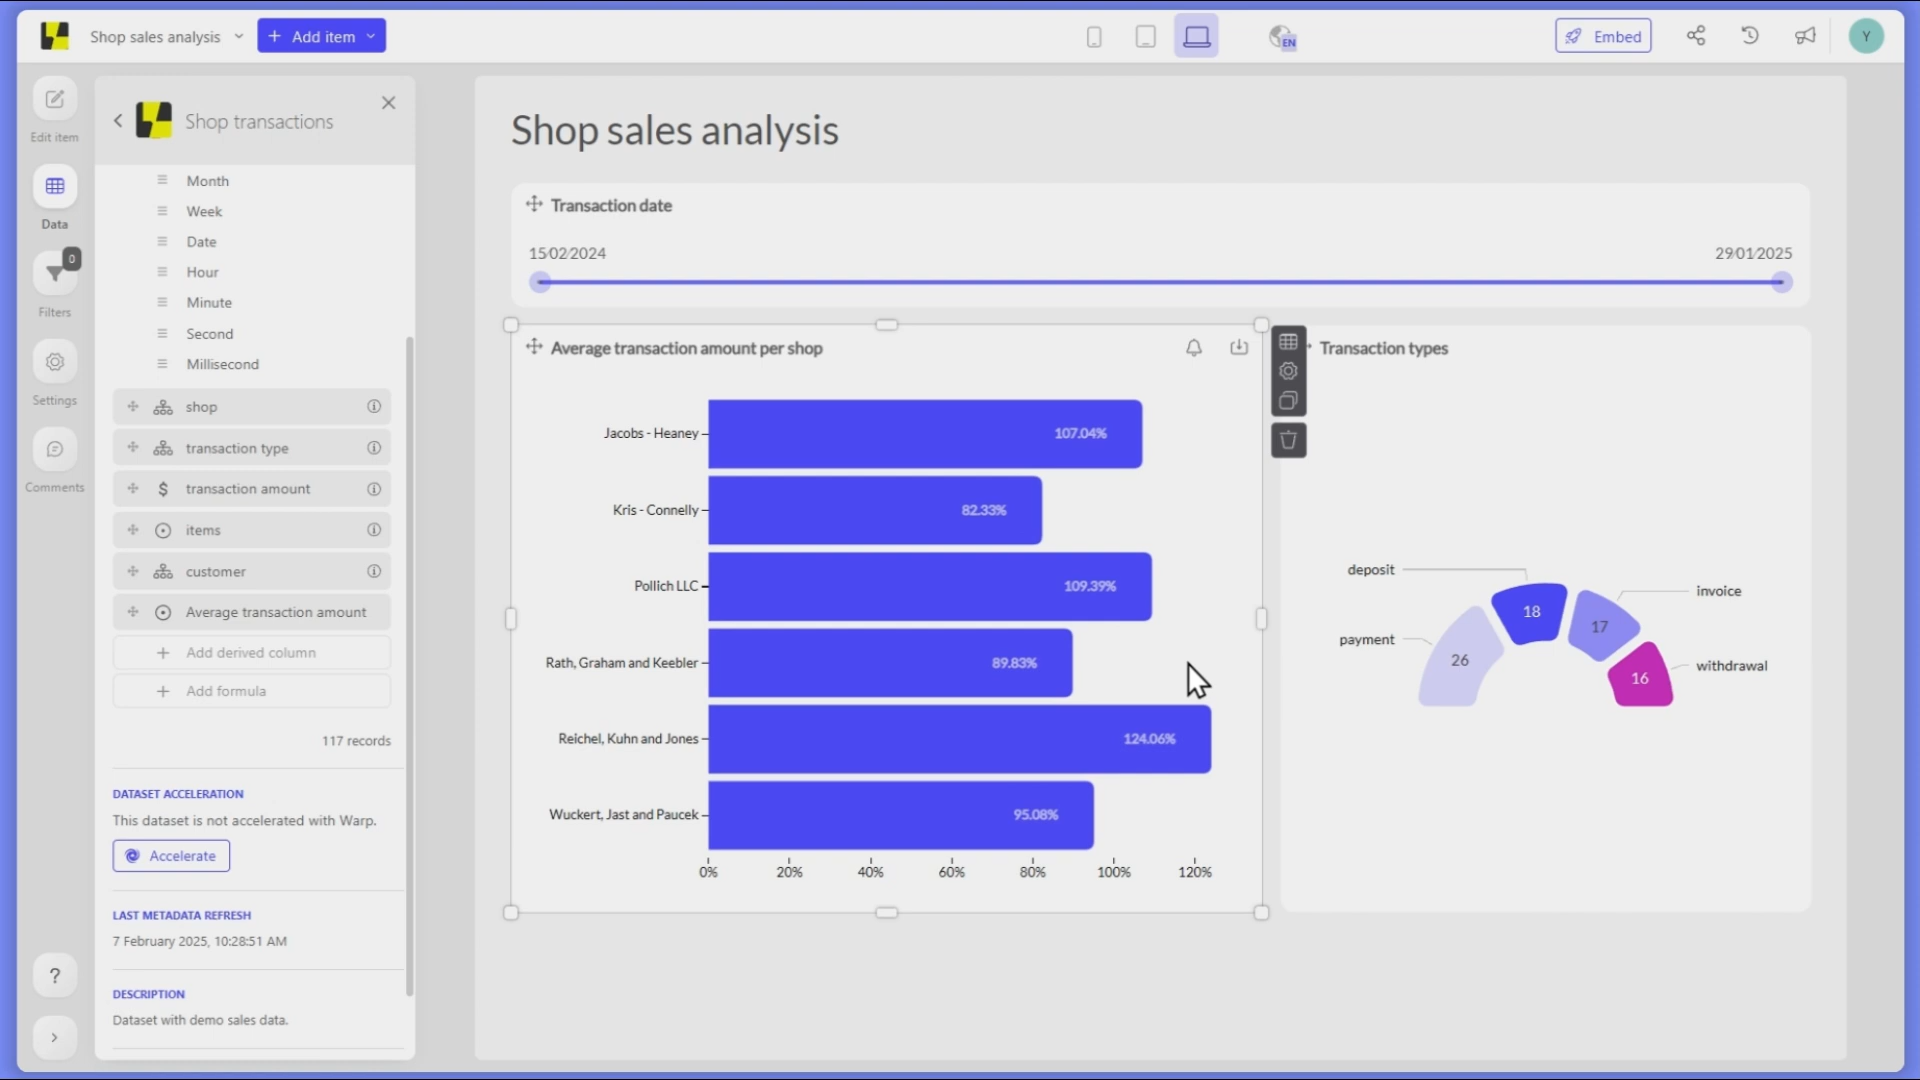 Shop sales analysis
Add item
EN
Embed
Y
Edit item
Data
0
Filters
Settings
Comments
?
Shop transactions
Month
Week
Date
Hour
Minute
Second
Millisecond
shop
transaction type
$ transaction amount
items
customer
Average transaction amount
+ Add derived column
+ Add formula
117 records
DATASET ACCELERATION
This dataset is not accelerated with Warp.
Accelerate
LAST METADATA REFRESH
7 February 2025, 10:28:51 AM
DESCRIPTION
Dataset with demo sales data.
Shop sales analysis
Transaction date
15/02/2024
29/01/2025
Average transaction amount per shop
Jacobs - Heaney
107.04%
Kris - Connelly
82.33%
Pollich LLC
109.39%
Rath, Graham and Keebler
89.83%
Reichel, Kuhn and Jones
124.06%
Wuckert, Jast and Paucek
95.08%
0% 20% 40% 60% 80% 100% 120%
Transaction types
deposit
18
invoice
17
payment
26
withdrawal
16